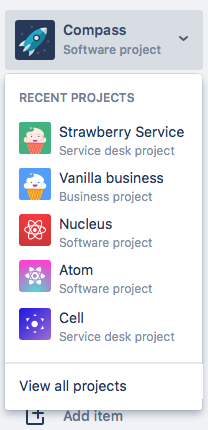 Compass
Software project
RECENT PROJECTS
Strawberry Service
Service desk project
Vanilla business
Business project
Nucleus
Software project
Atom
Software project
Cell
Service desk project
View all projects
Add item